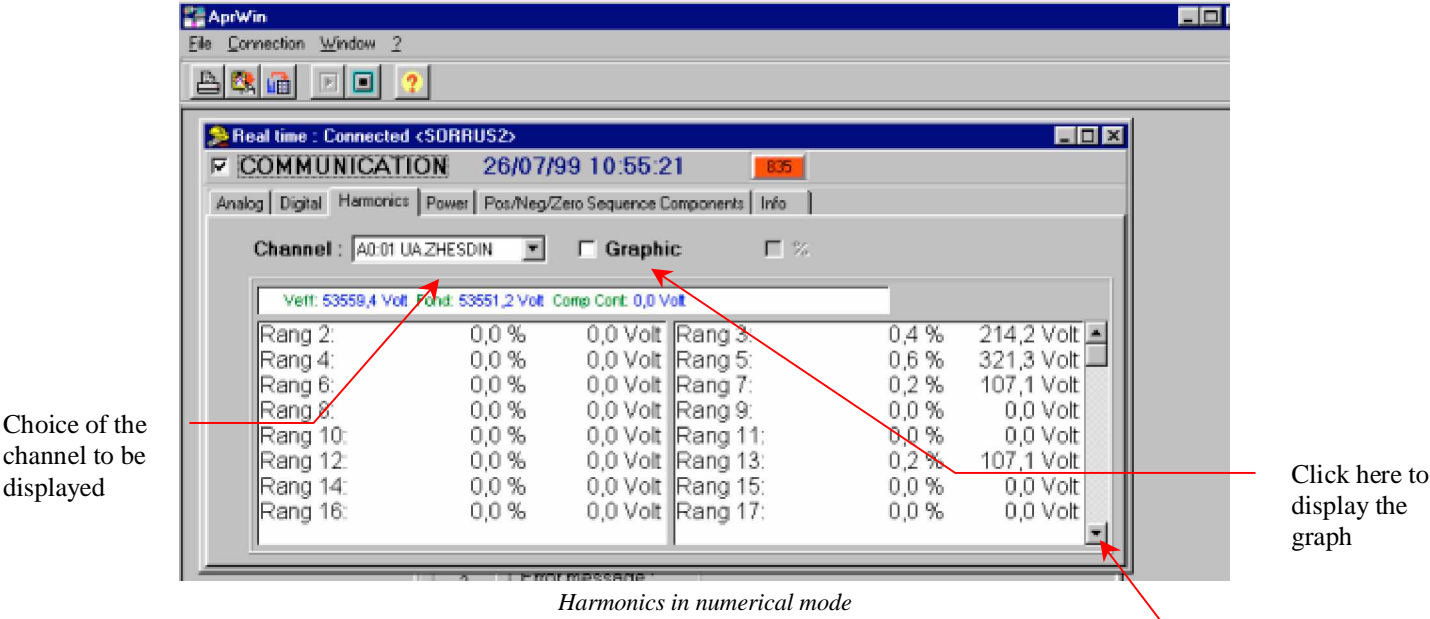 AprWin
File Connection Window ?
Real time : Connected <SORRUS2>
COMMUNICATION 26/07/99 10:55:21 835
Analog Digital Harmonics Power Pos/Neg/Zero Sequence Components Info
Channel : A0:01 UA.ZHESDIN Graphic %
Veff: 53559,4 Volt Fond: 53551,2 Volt Comp Cont: 0,0 Volt
Rang 2: 0,0 % 0,0 Volt Rang 3: 0,4 % 214,2 Volt
Rang 4: 0,0 % 0,0 Volt Rang 5: 0,6 % 321,3 Volt
Rang 6: 0,0 % 0,0 Volt Rang 7: 0,2 % 107,1 Volt
Rang 8: 0,0 % 0,0 Volt Rang 9: 0,0 % 0,0 Volt
Rang 10: 0,0 % 0,0 Volt Rang 11: 0,0 % 0,0 Volt
Rang 12: 0,0 % 0,0 Volt Rang 13: 0,2 % 107,1 Volt
Rang 14: 0,0 % 0,0 Volt Rang 15: 0,0 % 0,0 Volt
Rang 16: 0,0 % 0,0 Volt Rang 17: 0,0 % 0,0 Volt
Error message :
Choice of the
channel to be
displayed
Click here to
display the
graph
Harmonics in numerical mode